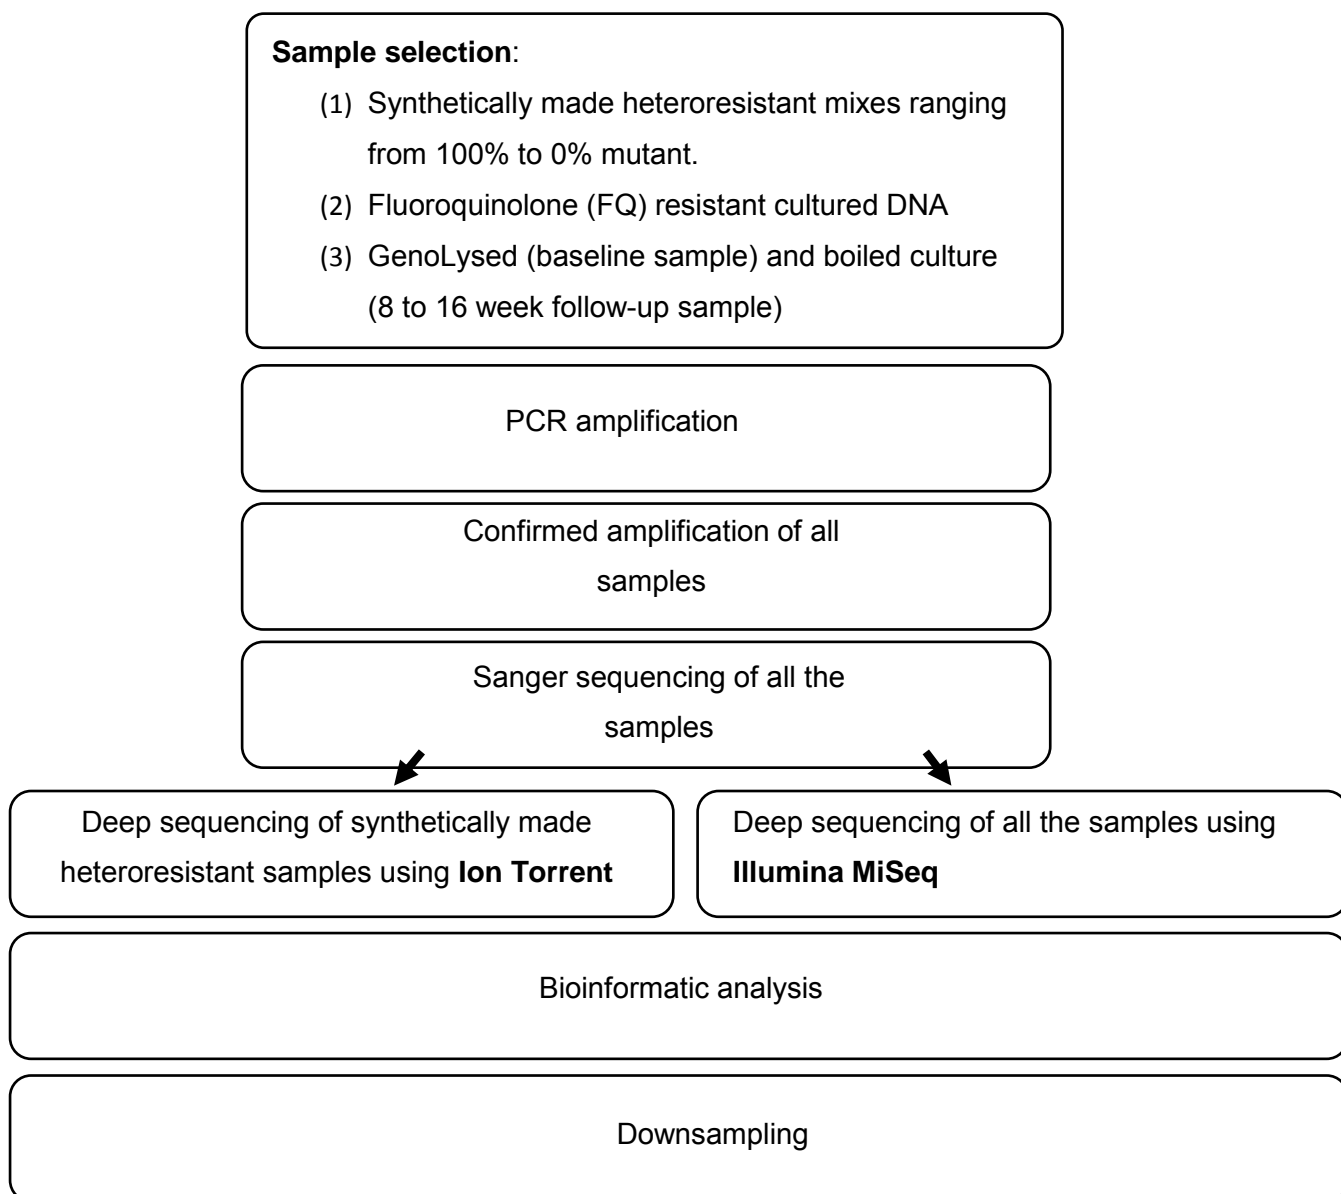 Sample selection:
(1) Synthetically made heteroresistant mixes ranging
from 100% to 0% mutant.
(2) Fluoroquinolone (FQ) resistant cultured DNA
(3) GenoLysed (baseline sample) and boiled culture
(8 to 16 week follow-up sample)
PCR amplification
Confirmed amplification of all
samples
Sanger sequencing of all the
samples
Deep sequencing of synthetically made
heteroresistant samples using Ion Torrent
Deep sequencing of all the samples using
Illumina MiSeq
Bioinformatic analysis
Downsampling